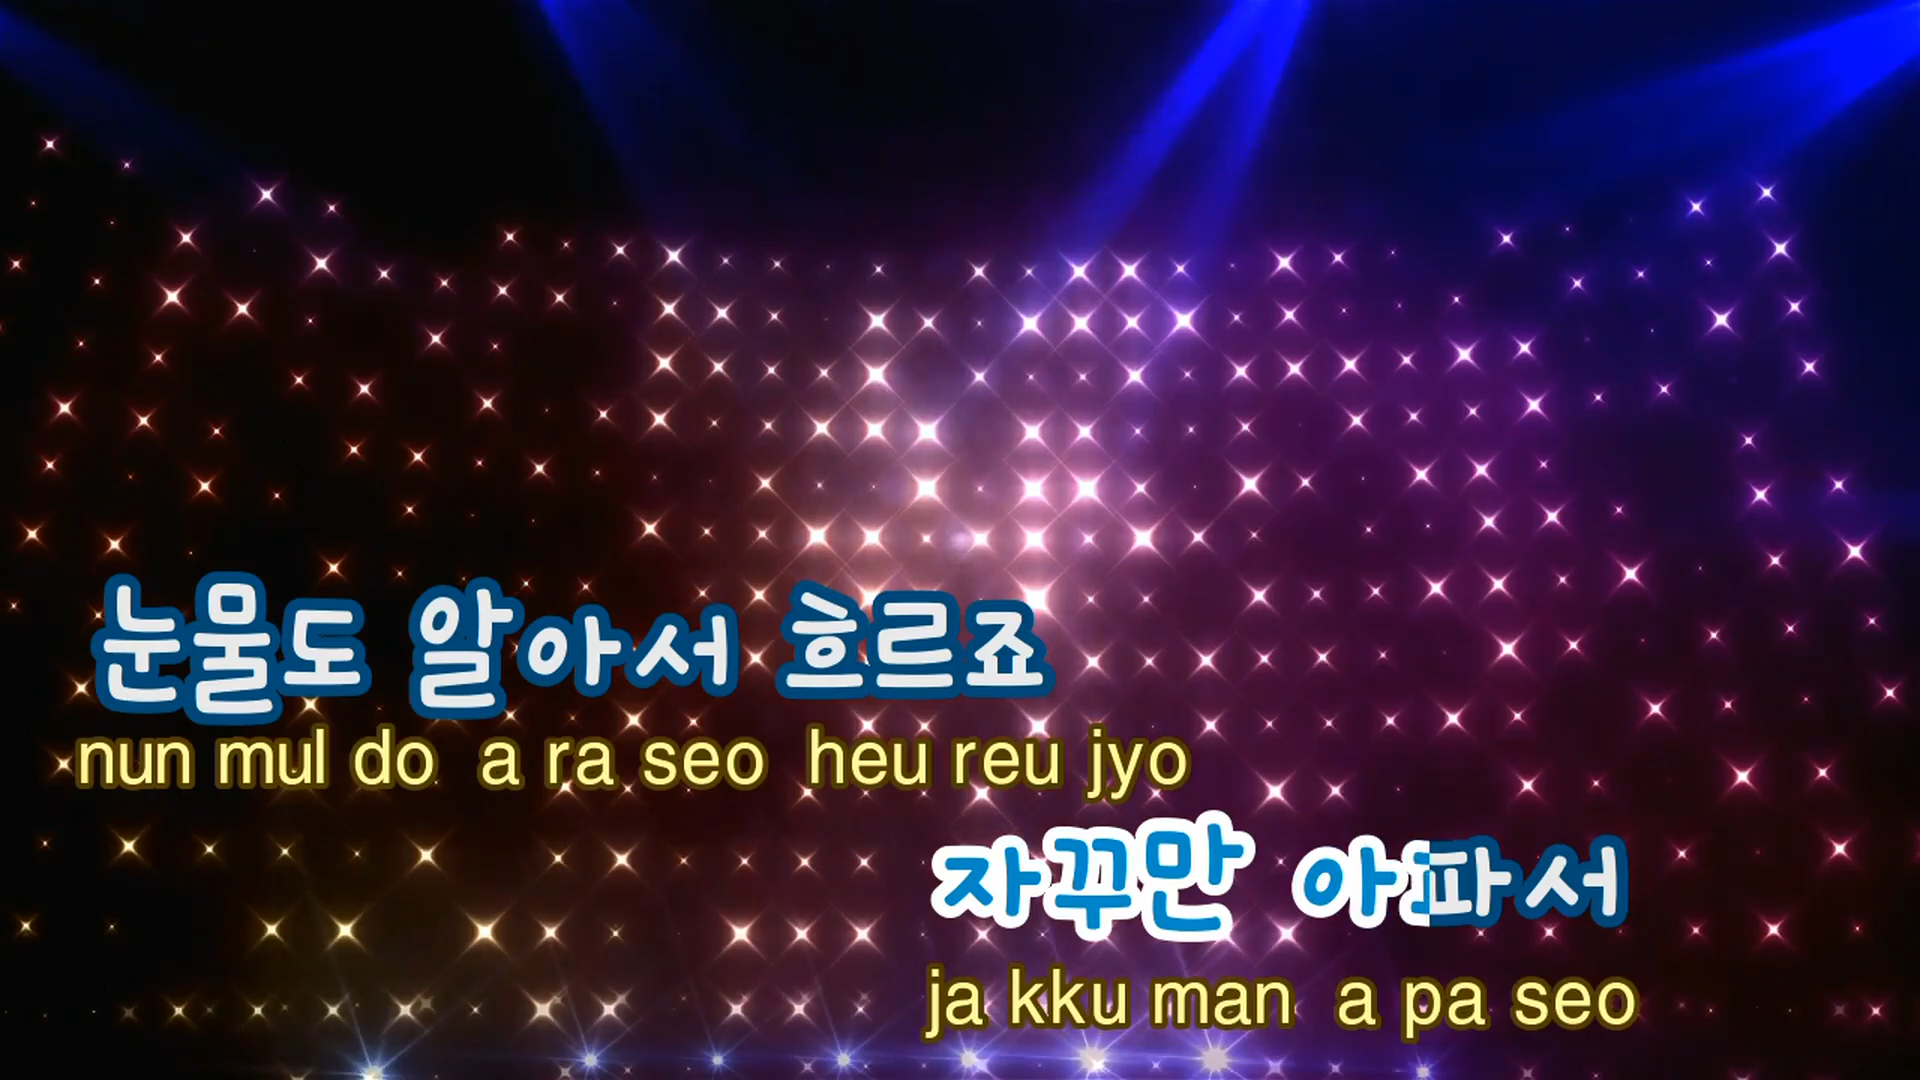 눈물도 알아서 흐르죠
nun mul do a ra seo heu reu jyo
자꾸만 아파서
ja kku man a pa seo